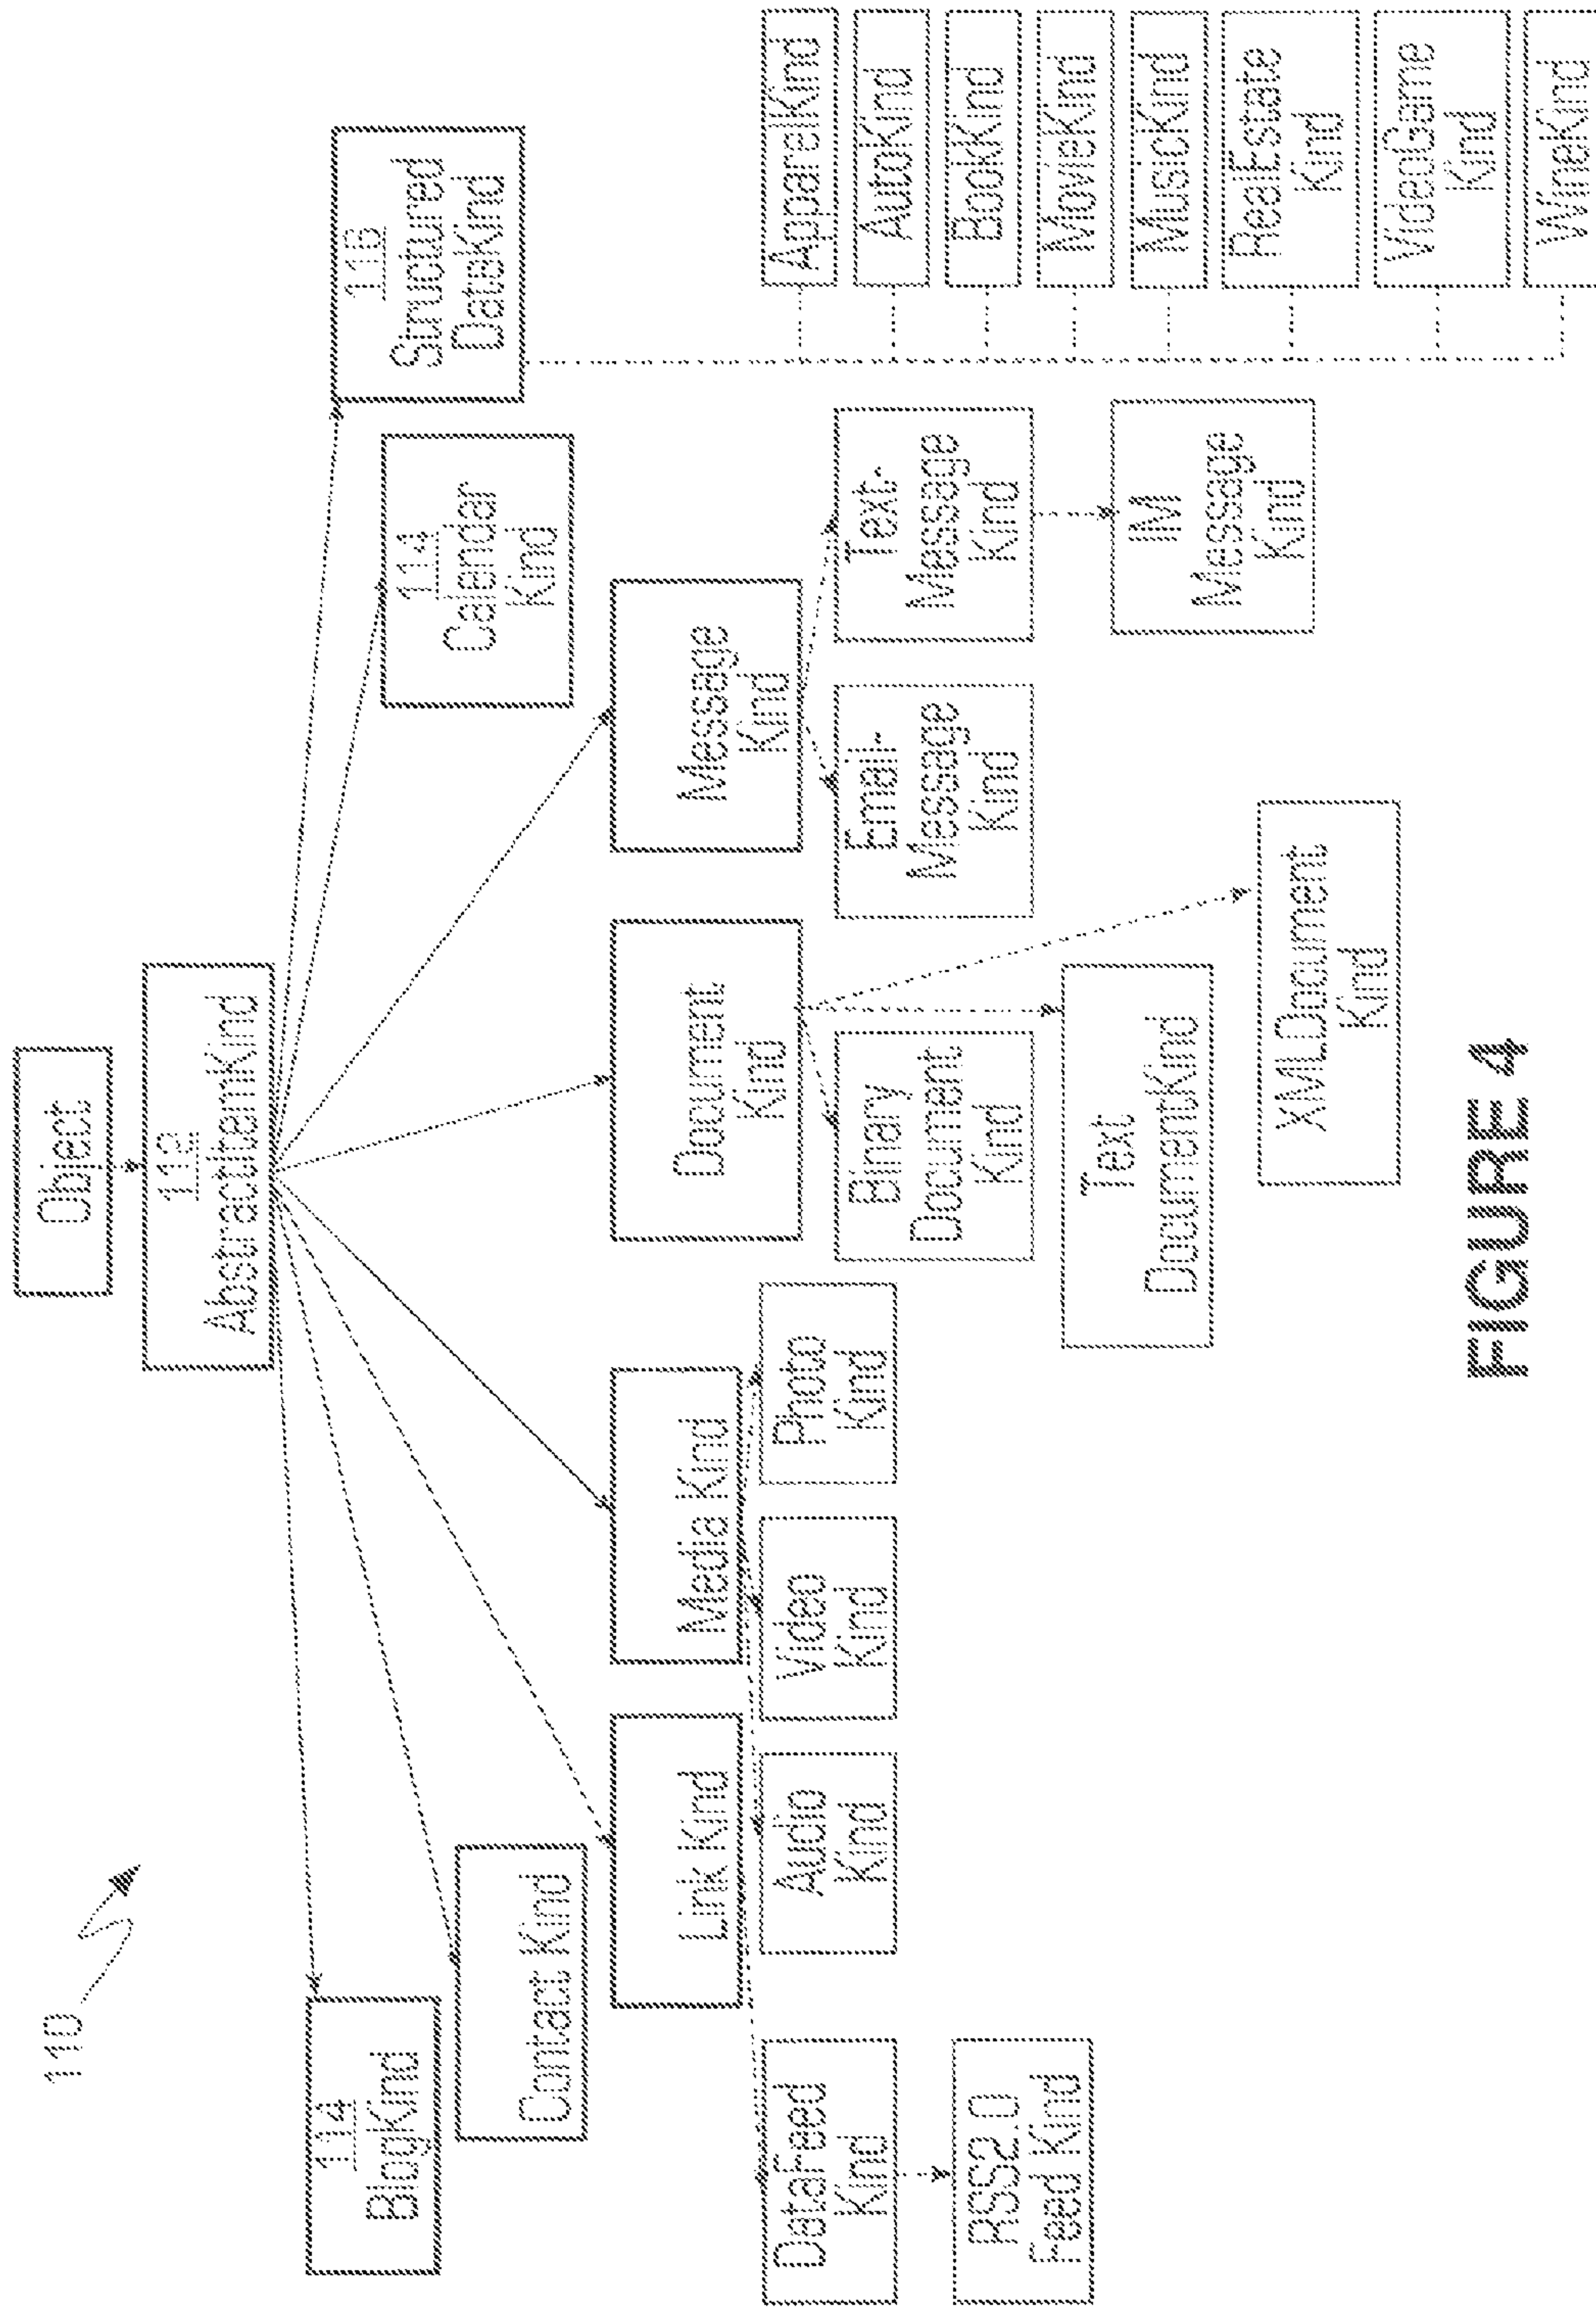 110
Object
112
AbstractItemKind
114
BlogKind
Contact Kind
Link Kind
Media Kind
Document
Kind
Message
Kind
114
Calendar
Kind
116
Structured
DataKind
DataFeed
Kind
RSS2.0
Feed Kind
Audio
Kind
Video
Kind
Photo
Kind
Binary
Document
Kind
Text
DocumentKind
XMLDocument
Kind
Email-
Message
Kind
Text-
Message
Kind
IM
Message
Kind
ApparelKind
AutoKind
BookKind
MovieKind
MusicKind
RealEstate
Kind
VideoGame
Kind
WineKind
FIGURE 4